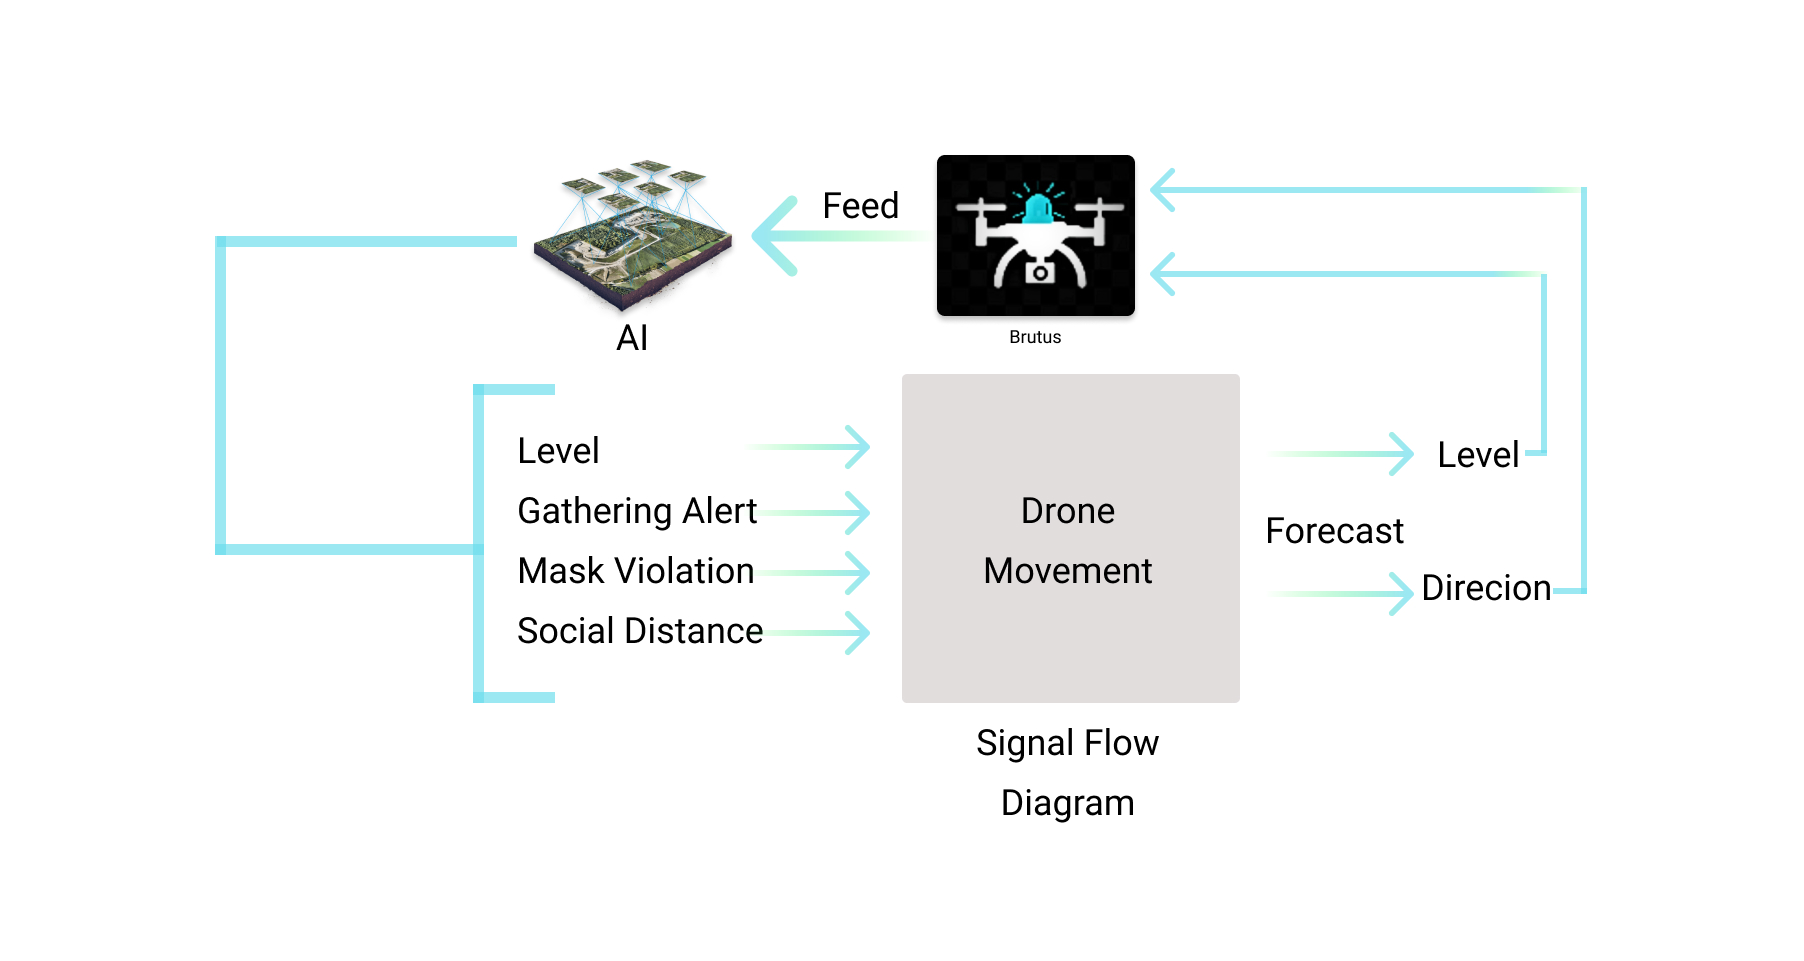 Feed
AI
Brutus
Level
Gathering Alert
Mask Violation
Social Distance
Drone
Movement
Level
Forecast
Direcion
Signal Flow
Diagram